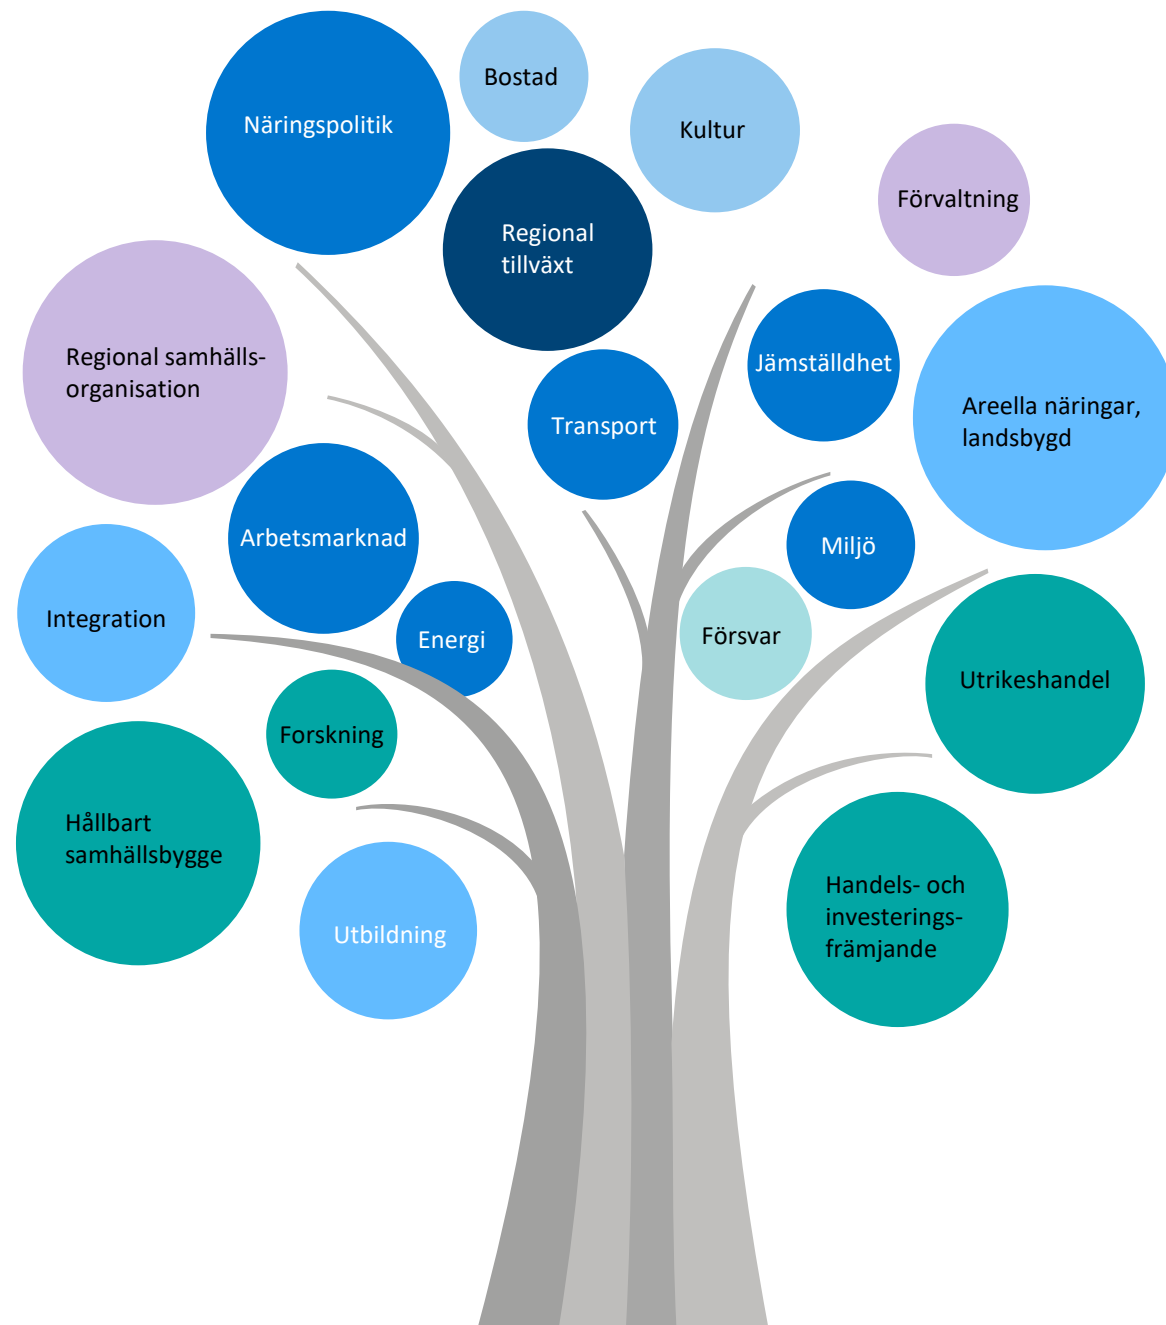 Bostad
Näringspolitik
Kultur
Förvaltning
Regional
tillväxt
Regional samhälls-
organisation
Jämställdhet
Areella näringar,
landsbygd
Transport
Arbetsmarknad
Miljö
Integration
Energi
Försvar
Utrikeshandel
Forskning
Hållbart
samhällsbygge
Utbildning
Handels- och
investerings-
främjande